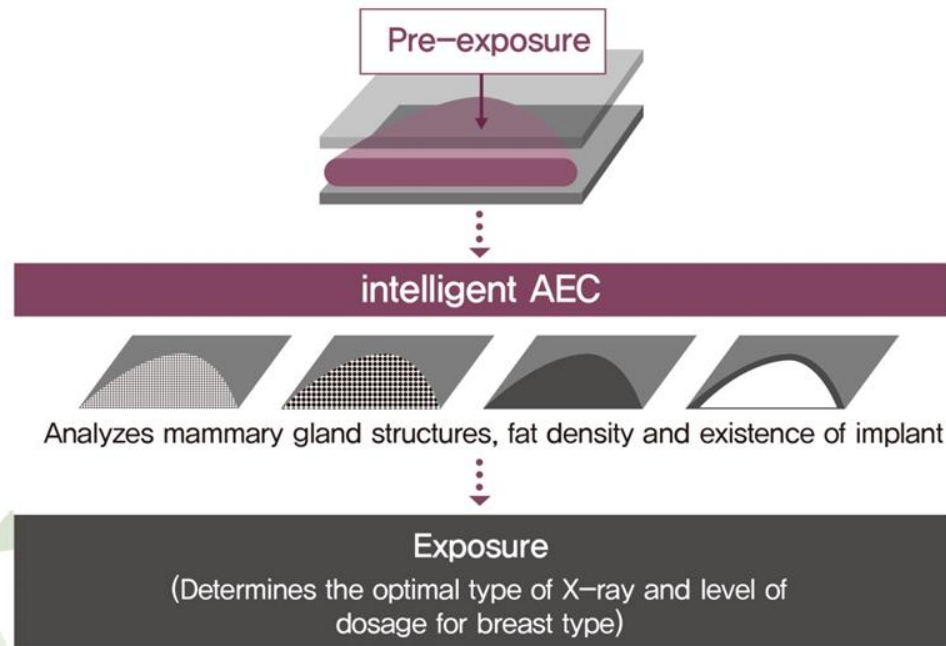 Pre-exposure
intelligent AEC
Analyzes mammary gland structures, fat density and existence of implant
Exposure
(Determines the optimal type of X-ray and level of
dosage for breast type)